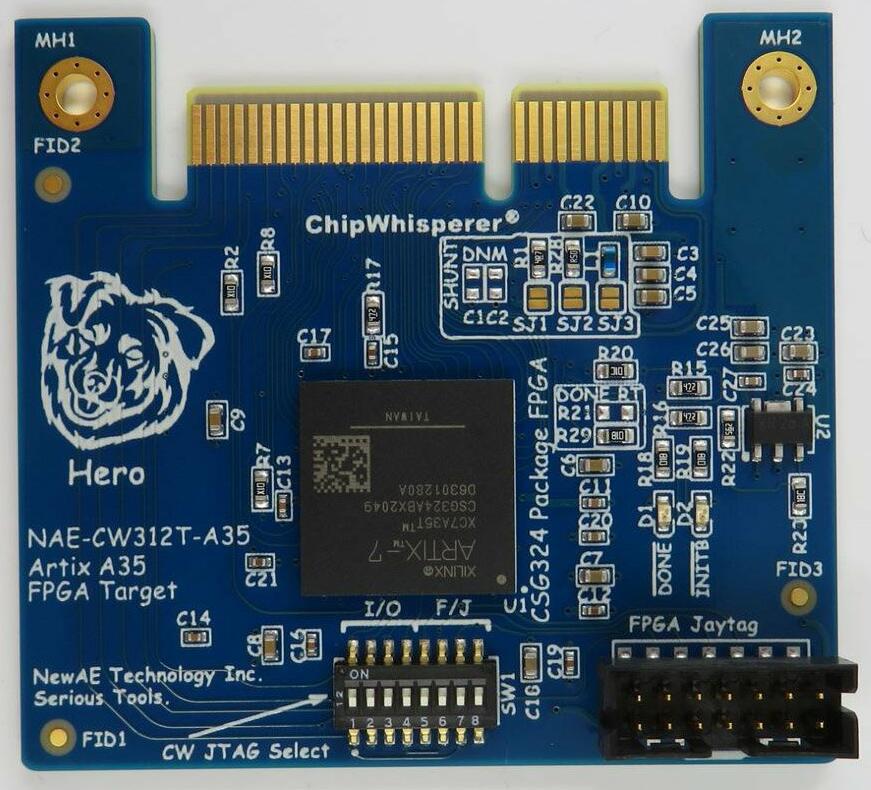 MH1
MH2
FID2
ChipWhisperer®
C22
C10
SHUNT
DNM
R1
R28
C3
C4
C5
C1C2
SJ1
SJ2
SJ3
R2
R8
R17
C17
C15
C9
Hero
R7
C13
TAIWAN
D6301280A
CSG324ABX2049
XC7A35T™
ARTIX™-7
XILINX®
U1
CSG324 Package FPGA
R20
DONE
R21
R29
C6
C7
C25
C26
C23
C27
C24
R15
R16
R18
R19
R22
U2
R23
D1
D2
DONE
INITB
FID3
NAE-CW312T-A35
Artix A35
FPGA Target
C21
C14
C8
C16
I/O
F/J
FPGA Jaytag
NewAE Technology Inc.
Serious Tools.
ON
1 2 3 4 5 6 7 8
SW1
C18
C19
FID1
CW JTAG Select